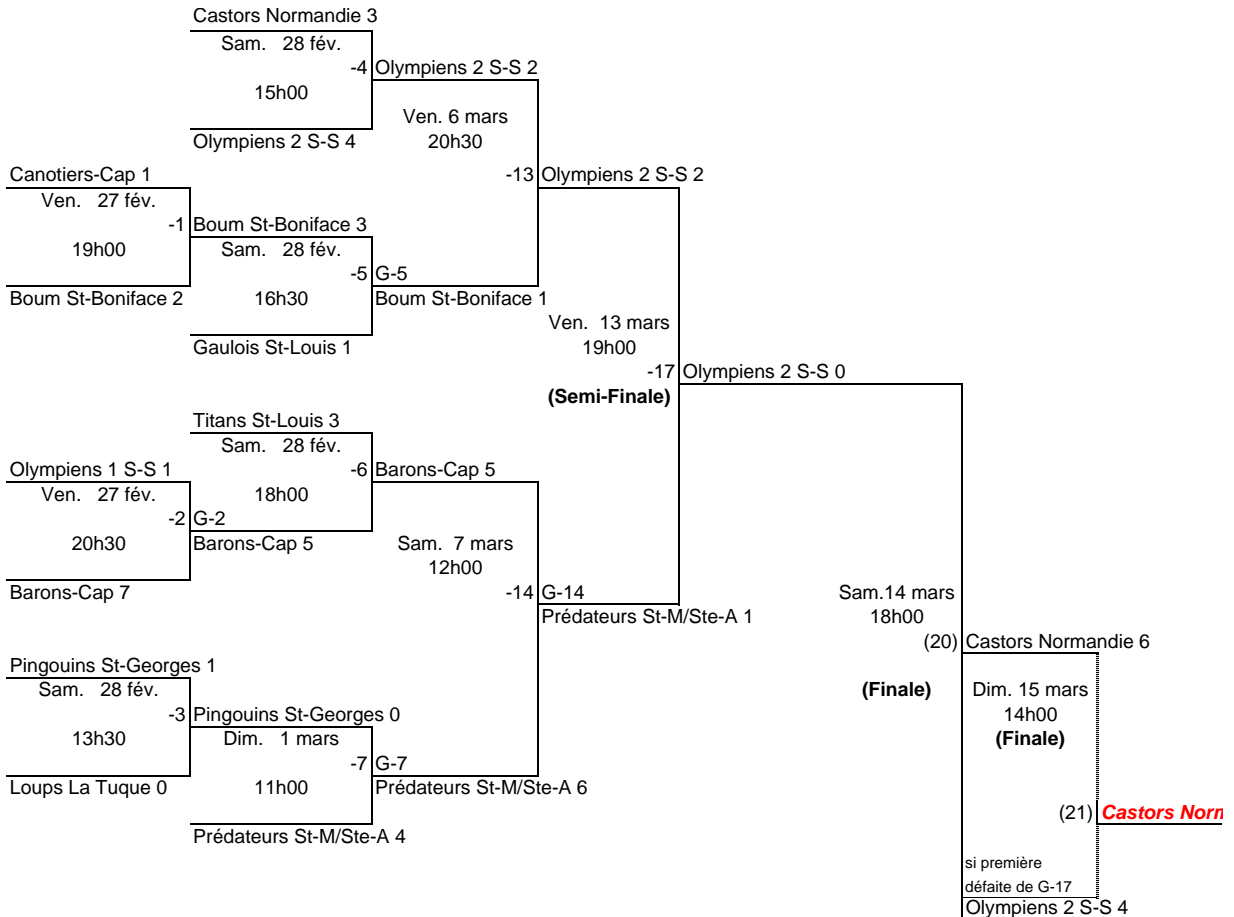 Castors Normandie 3
Sam. 28 fév.
-4 Olympiens 2 S-S 2
15h00
Ven. 6 mars
Olympiens 2 S-S 4
20h30
Canotiers-Cap 1
-13 Olympiens 2 S-S 2
Ven. 27 fév.
-1 Boum St-Boniface 3
19h00
Sam. 28 fév.
-5 G-5
Boum St-Boniface 2
16h30
Boum St-Boniface 1
Ven. 13 mars
Gaulois St-Louis 1
19h00
-17 Olympiens 2 S-S 0
(Semi-Finale)
Titans St-Louis 3
Sam. 28 fév.
Olympiens 1 S-S 1
-6 Barons-Cap 5
Ven. 27 fév.
18h00
-2 G-2
20h30
Barons-Cap 5
Sam. 7 mars
12h00
Barons-Cap 7
-14 G-14
Sam.14 mars
Prédateurs St-M/Ste-A 1
18h00
(20) Castors Normandie 6
Pingouins St-Georges 1
Sam. 28 fév.
(Finale)
Dim. 15 mars
-3 Pingouins St-Georges 0
14h00
13h30
Dim. 1 mars
(Finale)
-7 G-7
Loups La Tuque 0
11h00
Prédateurs St-M/Ste-A 6
(21) Castors Norm
Prédateurs St-M/Ste-A 4
si première
défaite de G-17
Olympiens 2 S-S 4